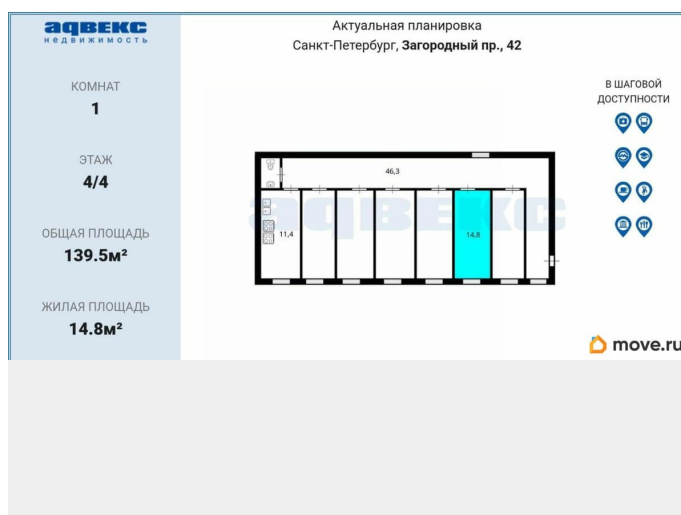 адвекс
недвижимость
КОМНАТ
1
ЭТАЖ
4/4
ОБЩАЯ ПЛОЩАДЬ
139.5м²
ЖИЛАЯ ПЛОЩАДЬ
14.8м²
Актуальная планировка
Санкт-Петербург, Загородный пр., 42
46,3
11,4
14,8
адвекс
В ШАГОВОЙ
ДОСТУПНОСТИ
move.ru